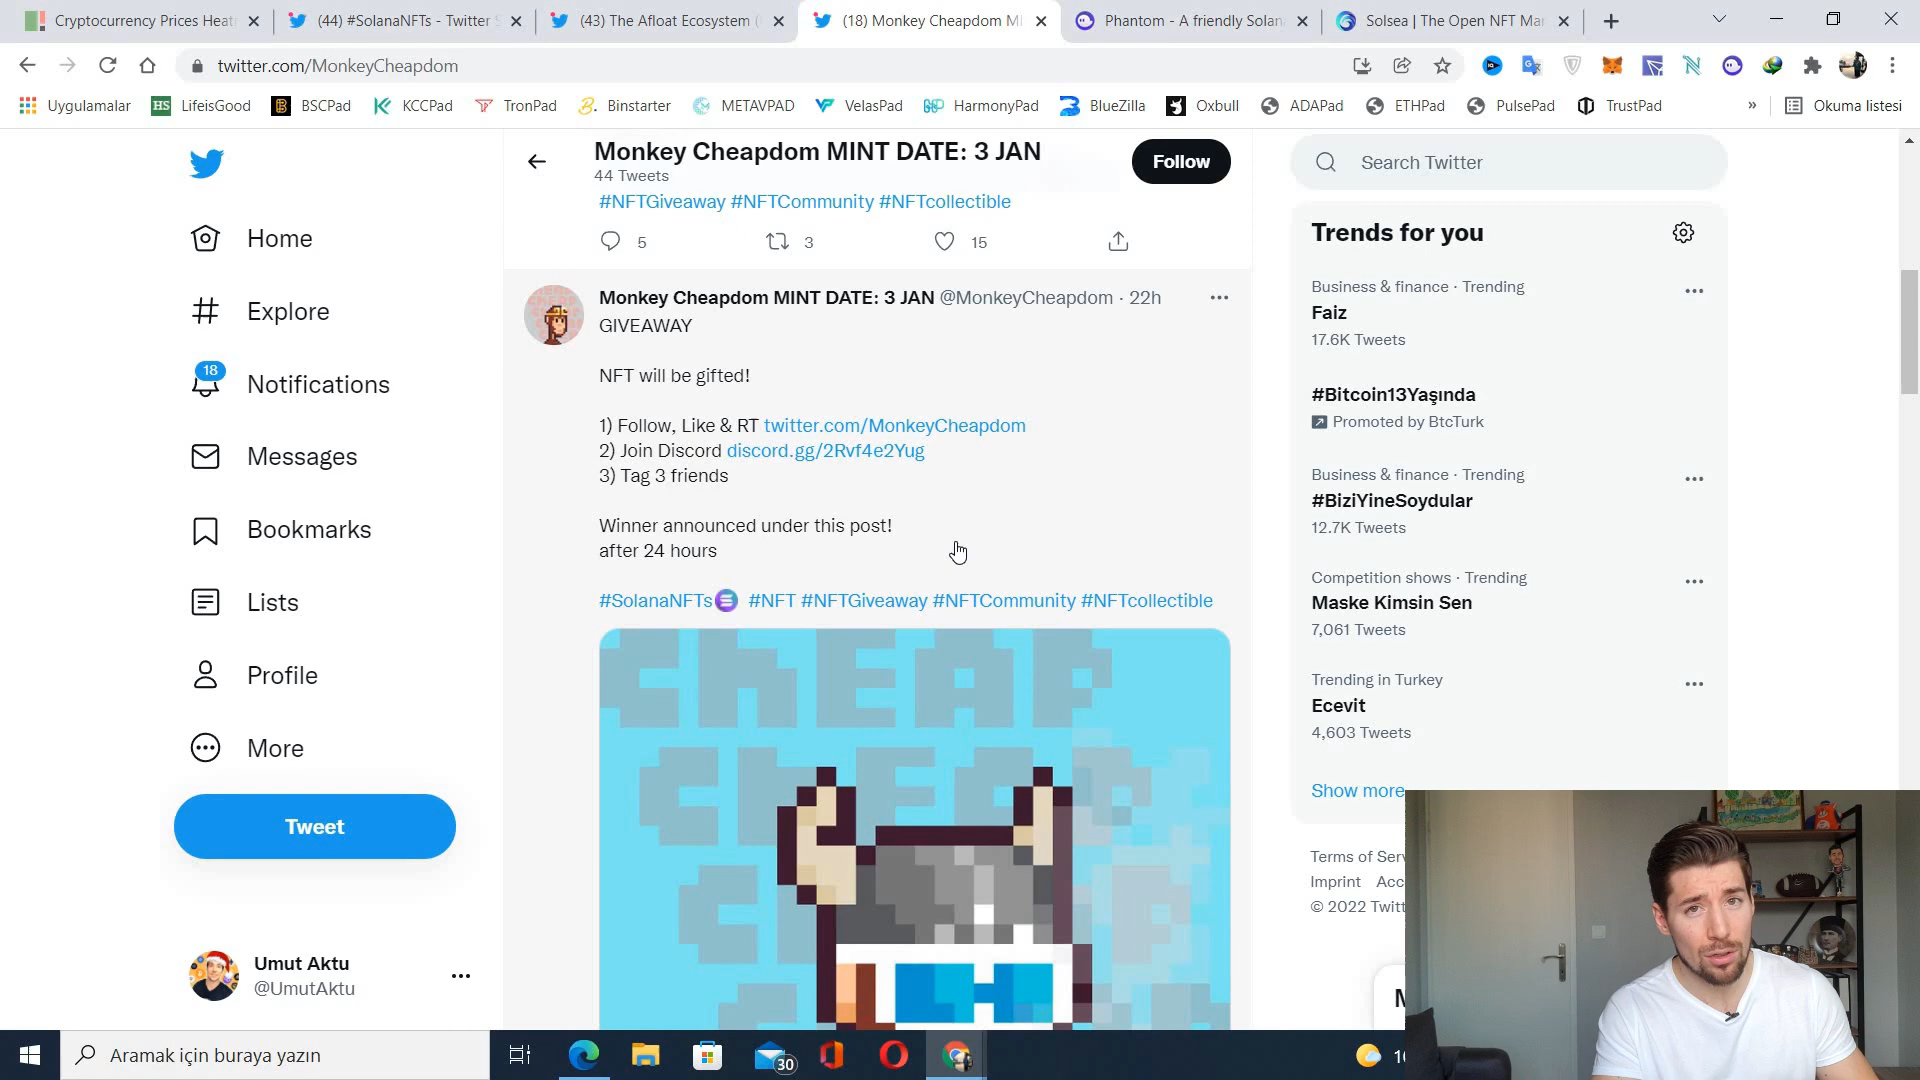 Cryptocurrency Prices Heat
(44) #SolanaNFTs - Twitter S
(43) The Afloat Ecosystem (
(18) Monkey Cheapdom MI
Phantom - A friendly Solan
Solsea | The Open NFT Mar
twitter.com/MonkeyCheapdom
Uygulamalar
HS LifeisGood
BSCPad
KCCPad
TronPad
Binstarter
METAVPAD
VelasPad
HarmonyPad
BlueZilla
Oxbull
ADAPad
ETHPad
PulsePad
TrustPad
»
Okuma listesi
Monkey Cheapdom MINT DATE: 3 JAN
44 Tweets
Follow
#NFTGiveaway #NFTCommunity #NFTcollectible
5
3
15
Home
Explore
18
Notifications
Messages
Bookmarks
Lists
Profile
More
Tweet
Umut Aktu
@UmutAktu
Monkey Cheapdom MINT DATE: 3 JAN @MonkeyCheapdom · 22h
GIVEAWAY
NFT will be gifted!
1) Follow, Like & RT twitter.com/MonkeyCheapdom
2) Join Discord discord.gg/2Rvf4e2Yug
3) Tag 3 friends
Winner announced under this post!
after 24 hours
#SolanaNFTs #NFT #NFTGiveaway #NFTCommunity #NFTcollectible
CHEAP
Search Twitter
Trends for you
Business & finance · Trending
Faiz
17.6K Tweets
#Bitcoin13Yaşında
Promoted by BtcTurk
Business & finance · Trending
#BiziYineSoydular
12.7K Tweets
Competition shows · Trending
Maske Kimsin Sen
7,061 Tweets
Trending in Turkey
Ecevit
4,603 Tweets
Show more
Terms of Serv
Imprint Acc
© 2022 Twitt
M
Aramak için buraya yazın
30